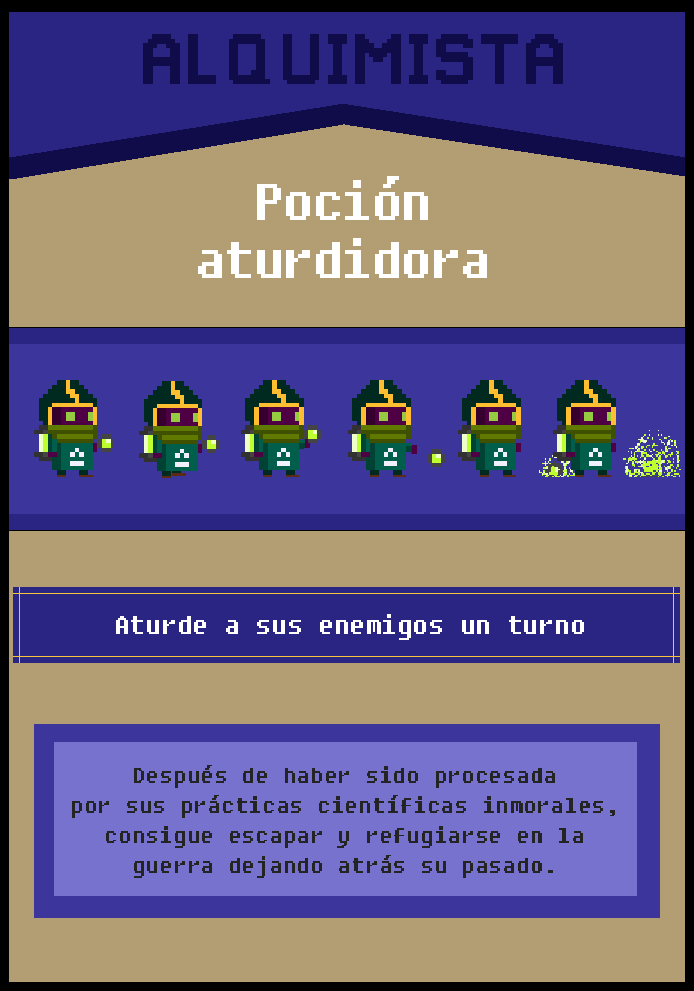 ALQUIMISTA
Poción
aturdidora
Aturde a sus enemigos un turno
Después de haber sido procesada
por sus prácticas científicas inmorales,
consigue escapar y refugiarse en la
guerra dejando atrás su pasado.